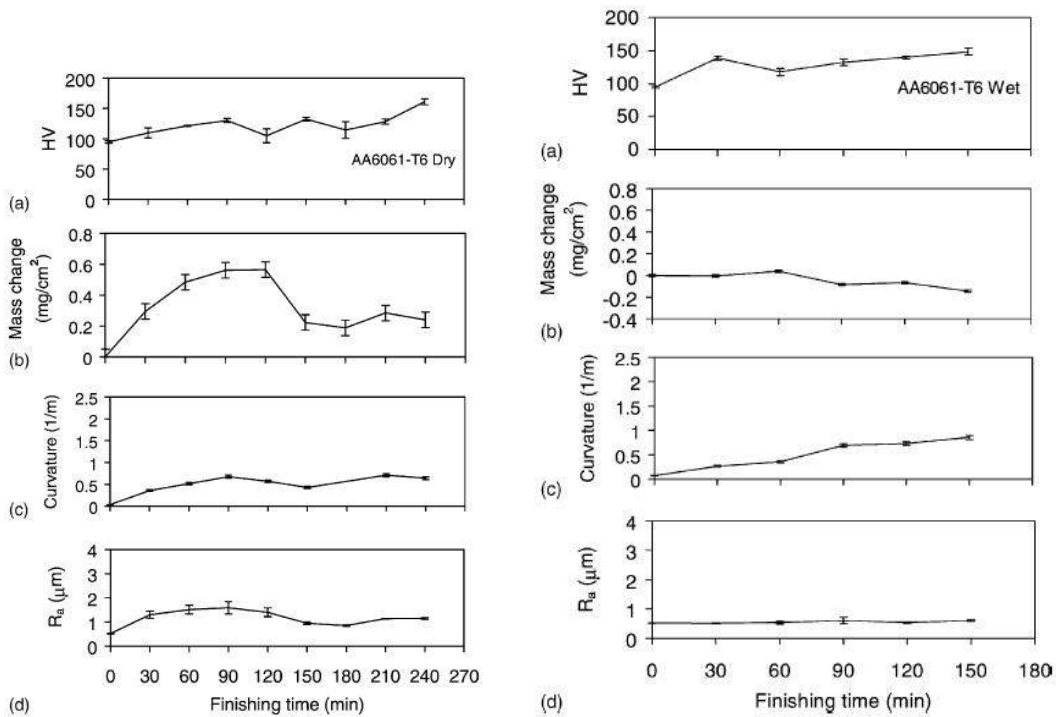 200
150
100
50
0
HV
AA6061-T6 Dry
(a)
0.8
0.6
0.4
0.2
0
Mass change
(mg/cm²)
(b)
2.5
2
1.5
1
0.5
0
Curvature (1/m)
(c)
4
3
2
1
0
Rₐ (μm)
0 30 60 90 120 150 180 210 240 270
(d)
Finishing time (min)
200
150
100
50
0
HV
AA6061-T6 Wet
(a)
0.8
0.6
0.4
0.2
0
-0.2
-0.4
Mass change
(mg/cm²)
(b)
2.5
2
1.5
1
0.5
0
Curvature (1/m)
(c)
4
3
2
1
0
Rₐ (μm)
0 30 60 90 120 150 180
(d)
Finishing time (min)